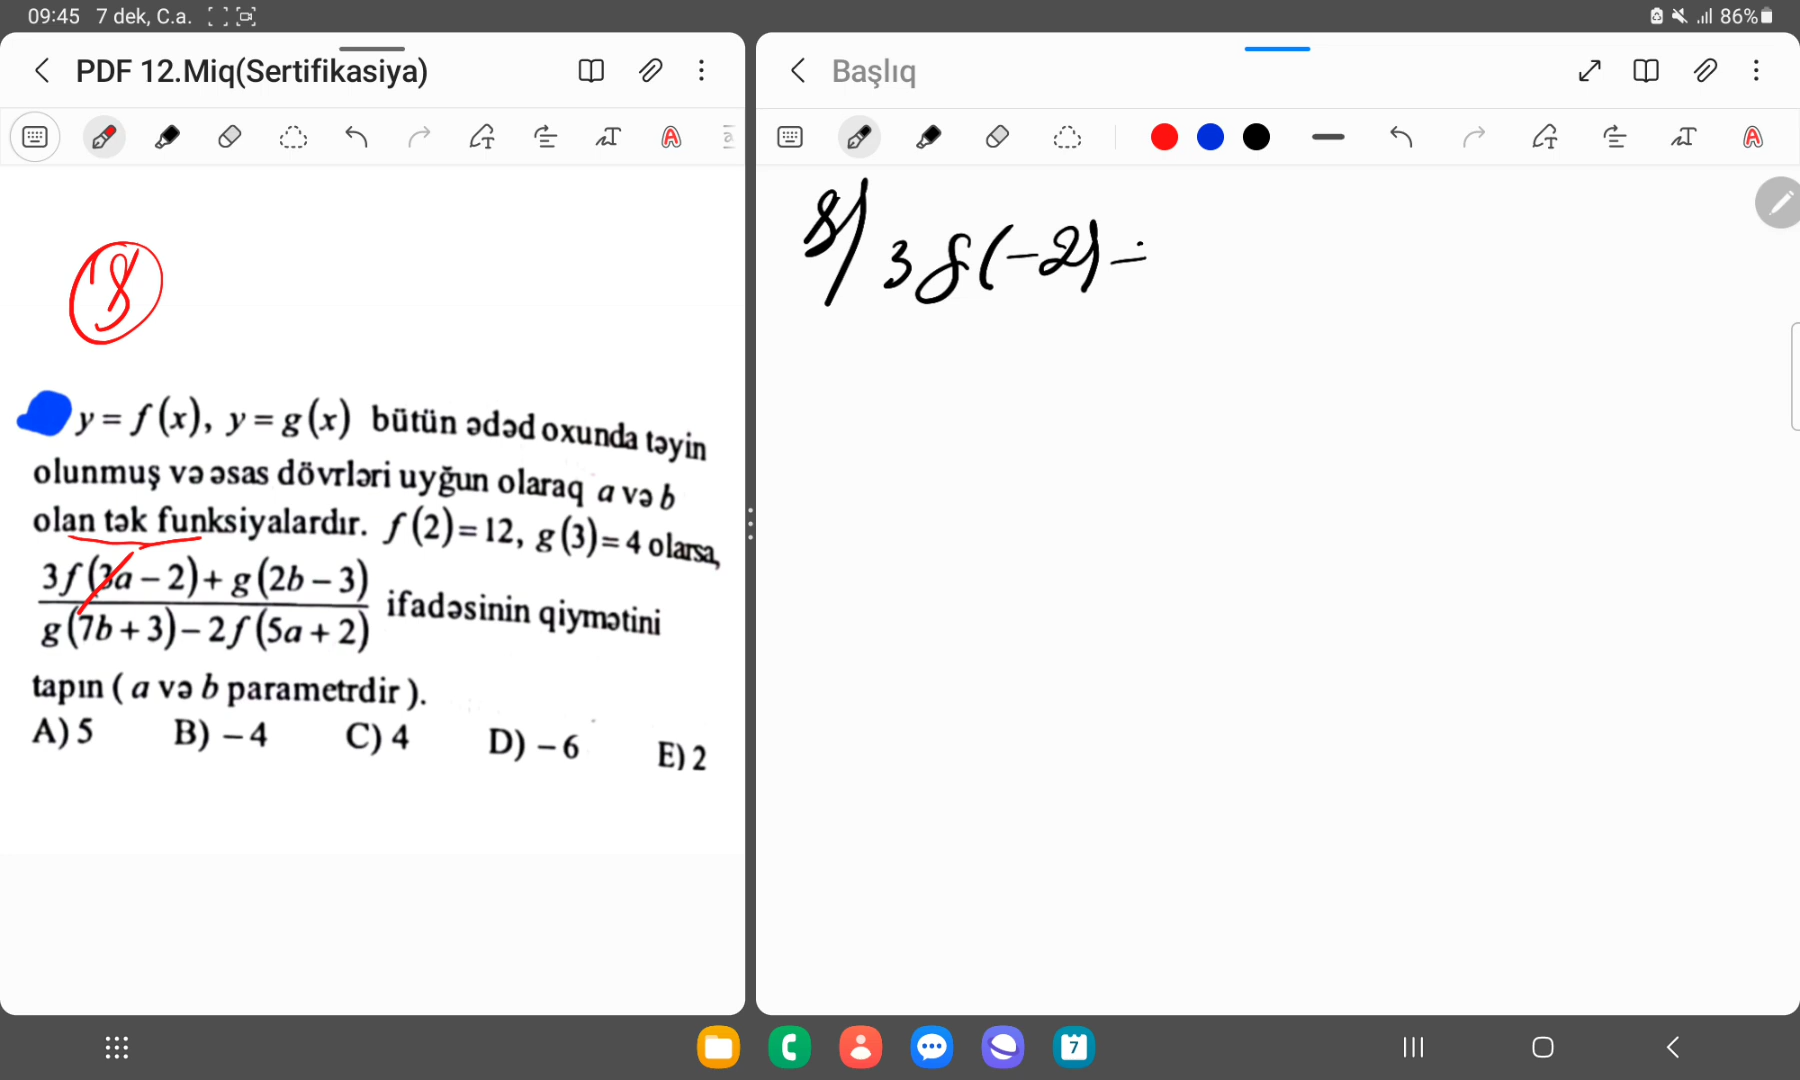 09:45 7 dek, C.a. 86%
PDF 12.Miq(Sertifikasiya)
Başlıq
8
8) 3f(-2)=
y = f(x), y = g(x) bütün ədəd oxunda təyin
olunmuş və əsas dövrləri uyğun olaraq a və b
olan tək funksiyalardır. f(2)= 12, g(3)= 4 olarsa,
3f(3a – 2)+ g(2b – 3)
g(7b + 3)– 2f(5a + 2) ifadəsinin qiymətini
tapın ( a və b parametrdir ).
A) 5 B) – 4 C) 4 D) – 6 E) 2
7